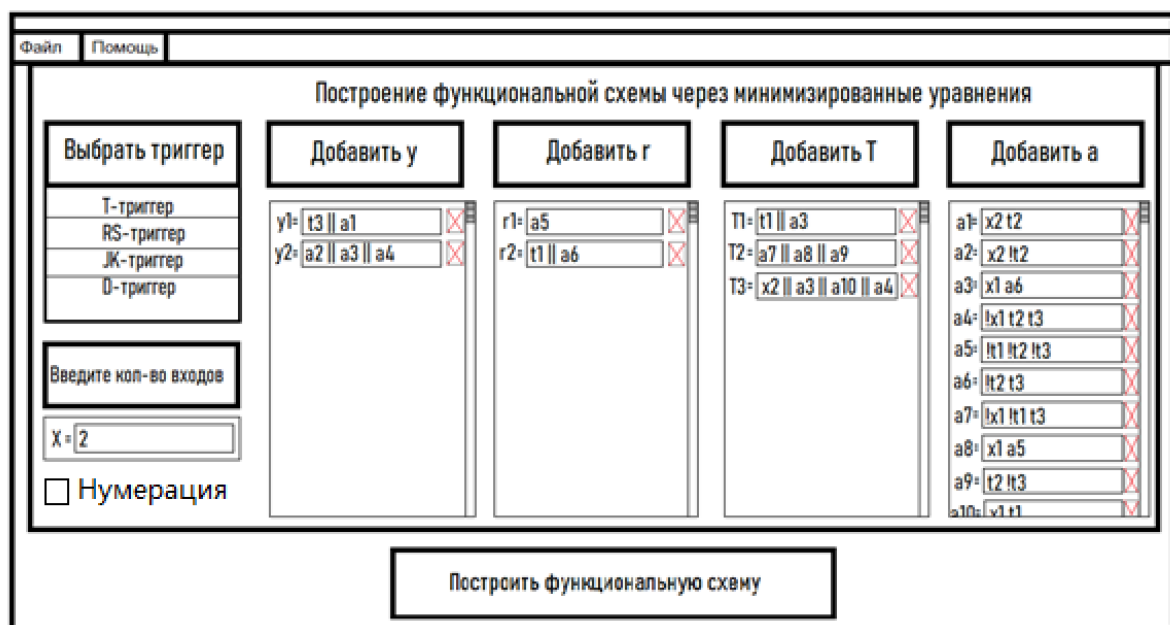 Файл Помощь
Построение функциональной схемы через минимизированные уравнения
Выбрать триггер
Т-триггер
RS-триггер
JK-триггер
D-триггер
Введите кол-во входов
X = 2
Нумерация
Добавить y
y1= t3 || a1
y2= a2 || a3 || a4
Добавить r
r1= a5
r2= t1 || a6
Добавить T
T1= t1 || a3
T2= a7 || a8 || a9
T3= x2 || a3 || a10 || a4
Добавить a
a1= x2 t2
a2= x2 !t2
a3= x1 a6
a4= !x1 t2 t3
a5= !t1 !t2 !t3
a6= !t2 t3
a7= !x1 !t1 t3
a8= x1 a5
a9= t2 !t3
a10= x1 t1
Построить функциональную схему